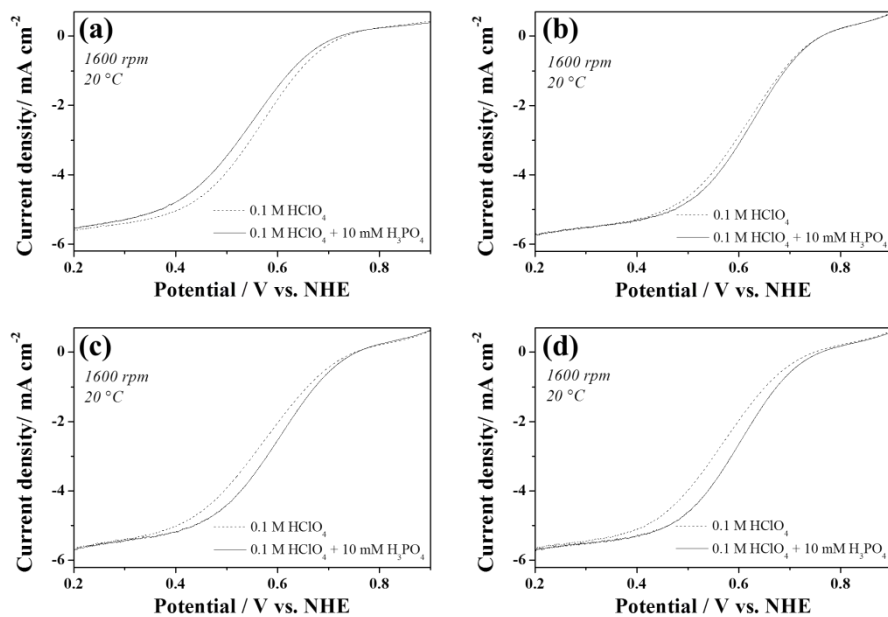 (a)
1600 rpm
20 °C
0.1 M HClO4
0.1 M HClO4 + 10 mM H3PO4
0
-2
-4
-6
0.2 0.4 0.6 0.8
Current density/ mA cm-2
Potential / V vs. NHE
(b)
1600 rpm
20 °C
0.1 M HClO4
0.1 M HClO4 + 10 mM H3PO4
0
-2
-4
-6
0.2 0.4 0.6 0.8
Current density/ mA cm-2
Potential / V vs. NHE
(c)
1600 rpm
20 °C
0.1 M HClO4
0.1 M HClO4 + 10 mM H3PO4
0
-2
-4
-6
0.2 0.4 0.6 0.8
Current density/ mA cm-2
Potential / V vs. NHE
(d)
1600 rpm
20 °C
0.1 M HClO4
0.1 M HClO4 + 10 mM H3PO4
0
-2
-4
-6
0.2 0.4 0.6 0.8
Current density/ mA cm-2
Potential / V vs. NHE